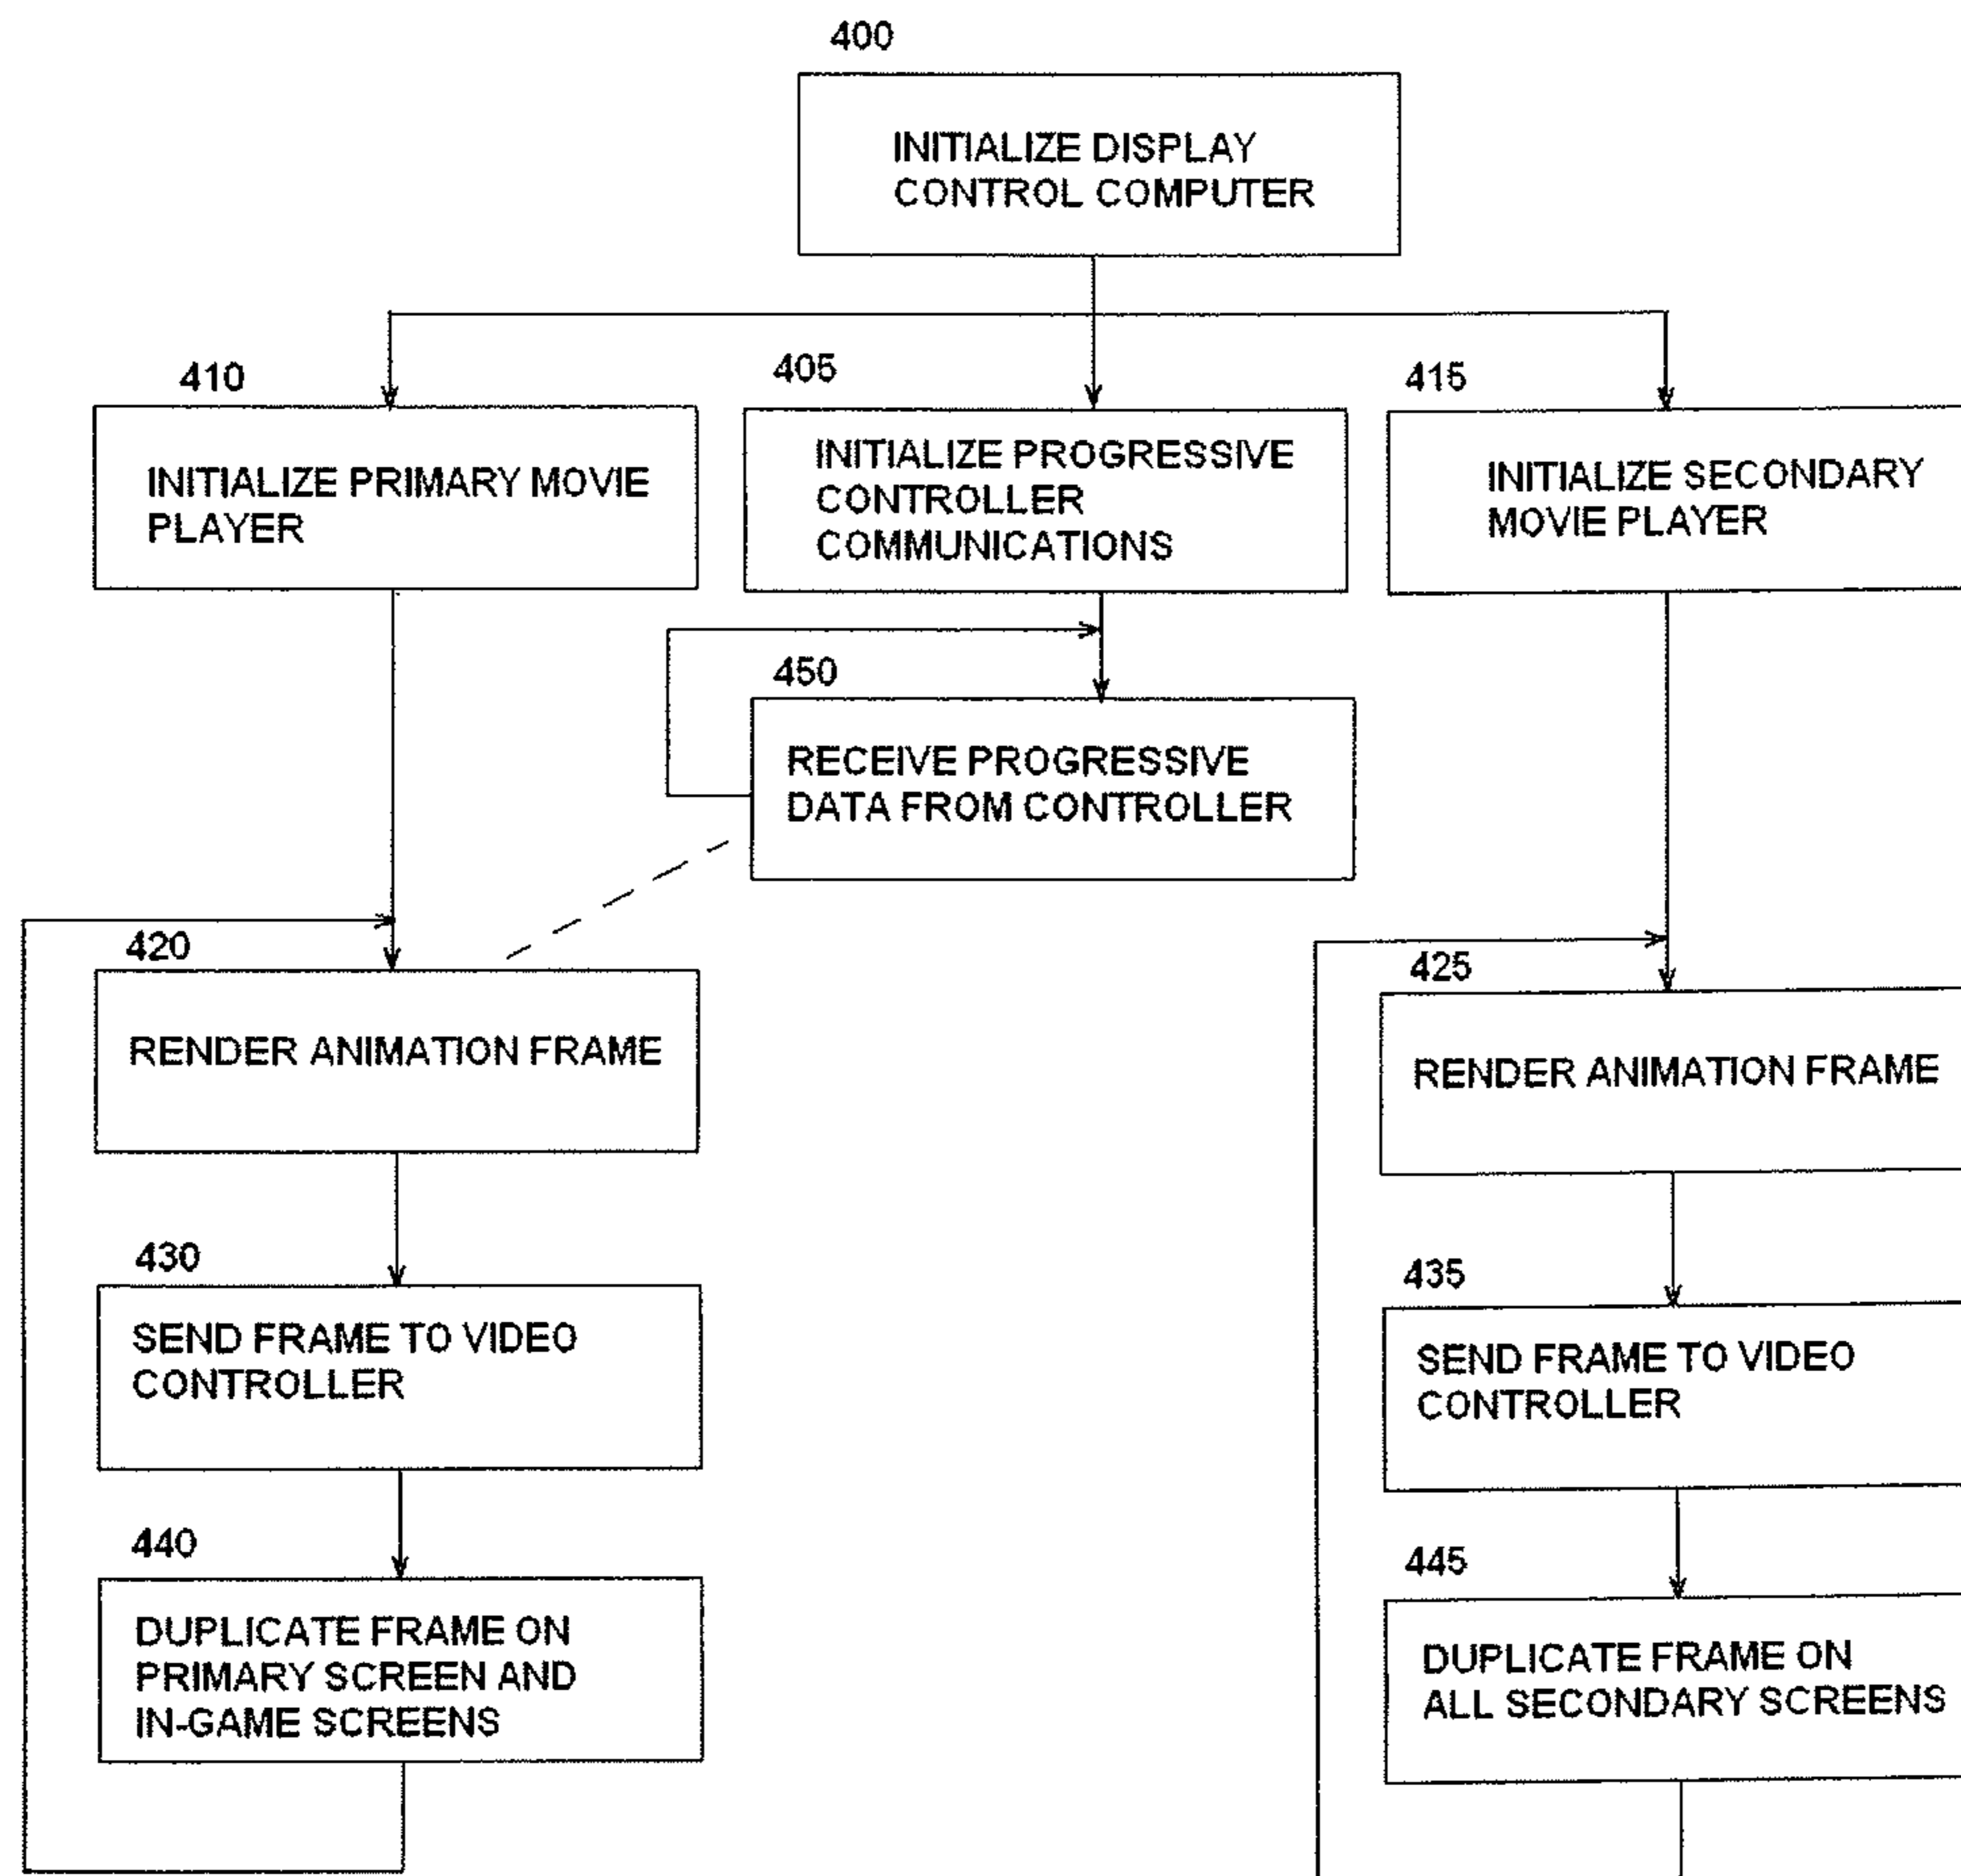 400
INITIALIZE DISPLAY
CONTROL COMPUTER
410
INITIALIZE PRIMARY MOVIE
PLAYER
405
INITIALIZE PROGRESSIVE
CONTROLLER
COMMUNICATIONS
415
INITIALIZE SECONDARY
MOVIE PLAYER
450
RECEIVE PROGRESSIVE
DATA FROM CONTROLLER
420
RENDER ANIMATION FRAME
425
RENDER ANIMATION FRAME
430
SEND FRAME TO VIDEO
CONTROLLER
435
SEND FRAME TO VIDEO
CONTROLLER
440
DUPLICATE FRAME ON
PRIMARY SCREEN AND
IN-GAME SCREENS
445
DUPLICATE FRAME ON
ALL SECONDARY SCREENS